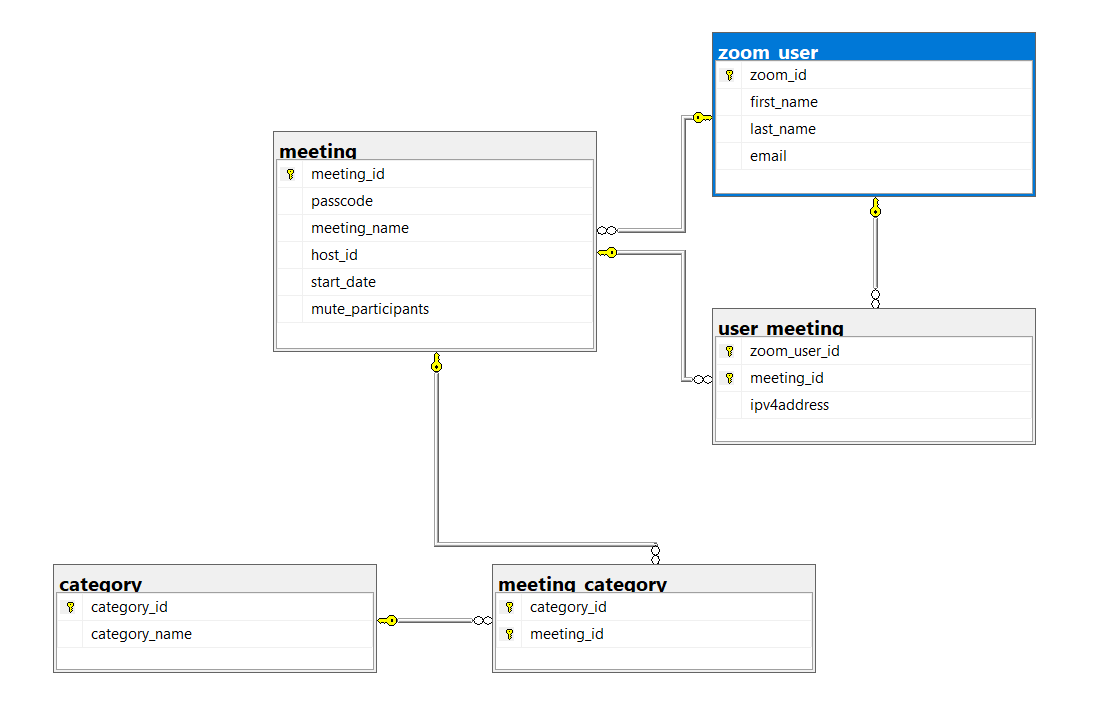 zoom_user
zoom_id
first_name
last_name
email
meeting
meeting_id
passcode
meeting_name
host_id
start_date
mute_participants
user_meeting
zoom_user_id
meeting_id
ipv4address
category
category_id
category_name
meeting_category
category_id
meeting_id